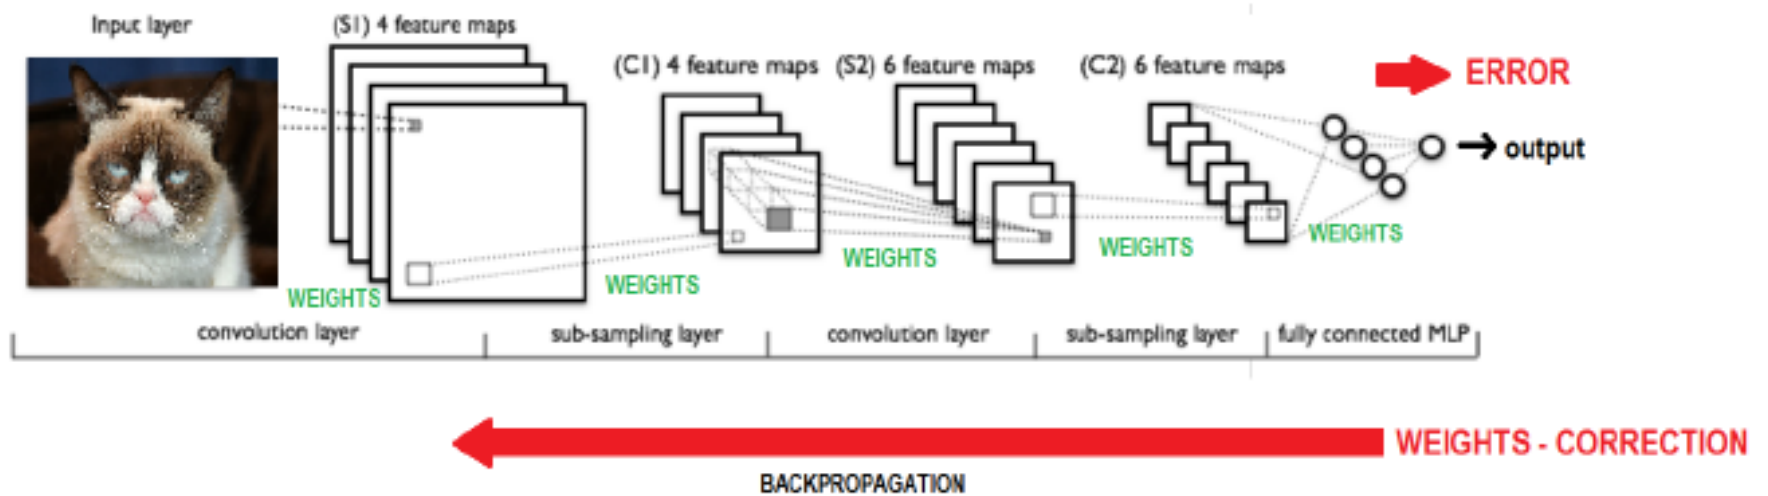 Input layer
(S1) 4 feature maps
(C1) 4 feature maps
(S2) 6 feature maps
(C2) 6 feature maps
ERROR
output
WEIGHTS
WEIGHTS
WEIGHTS
WEIGHTS
WEIGHTS
convolution layer
sub-sampling layer
convolution layer
sub-sampling layer
fully connected MLP
WEIGHTS - CORRECTION
BACKPROPAGATION